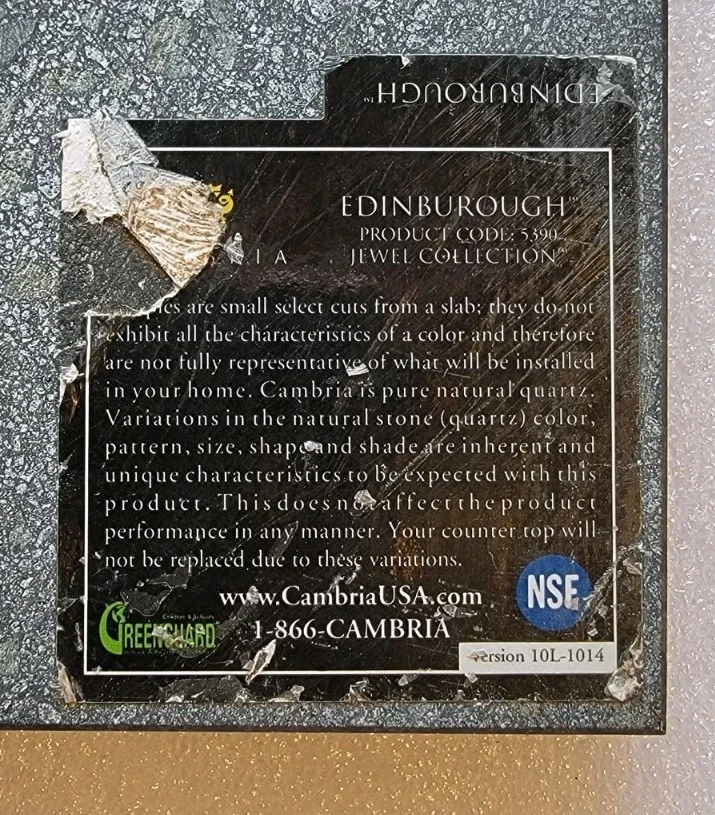 EDINBUROUGH™
EDINBUROUGH™
PRODUCT CODE: 5390
I A JEWEL COLLECTION™
are small select cuts from a slab; they do not
exhibit all the characteristics of a color and therefore
are not fully representative of what will be installed
in your home. Cambria is pure natural quartz.
Variations in the natural stone (quartz) color,
pattern, size, shape and shade are inherent and
unique characteristics to be expected with this
product. This does not affect the product
performance in any manner. Your counter top will
not be replaced due to these variations.
www.CambriaUSA.com
NSF
Children & Schools
GREENGUARD
1-866-CAMBRIA
version 10L-1014